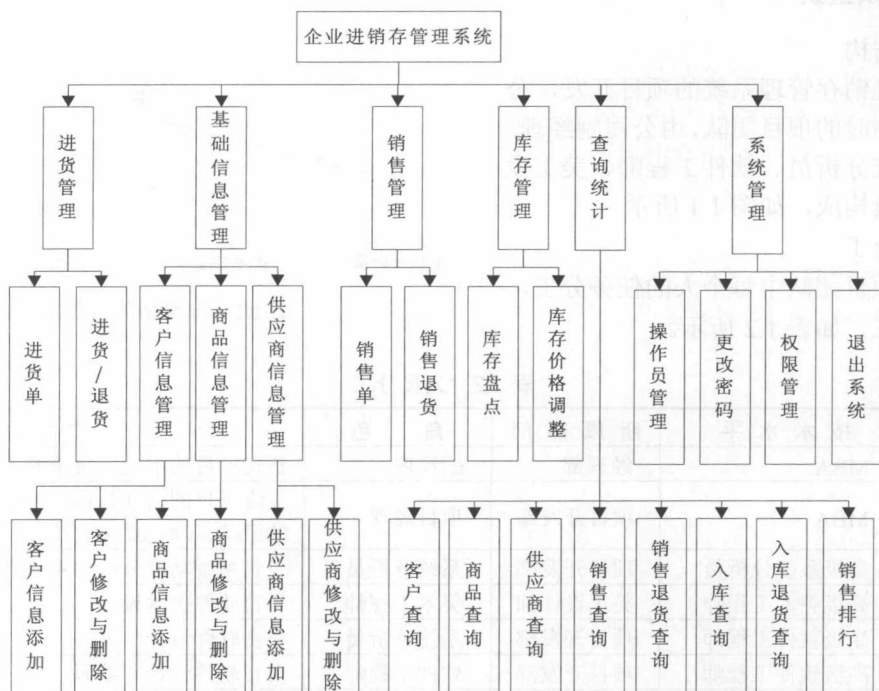 企业进销存管理系统
进货管理
基础信息管理
销售管理
库存管理
查询统计
系统管理
进货单
进货/退货
客户信息管理
商品信息管理
供应商信息管理
销售单
销售退货
库存盘点
库存价格调整
操作员管理
更改密码
权限管理
退出系统
客户信息添加
客户修改与删除
商品信息添加
商品修改与删除
供应商信息添加
供应商修改与删除
客户查询
商品查询
供应商查询
销售查询
销售退货查询
入库查询
入库退货查询
销售排行